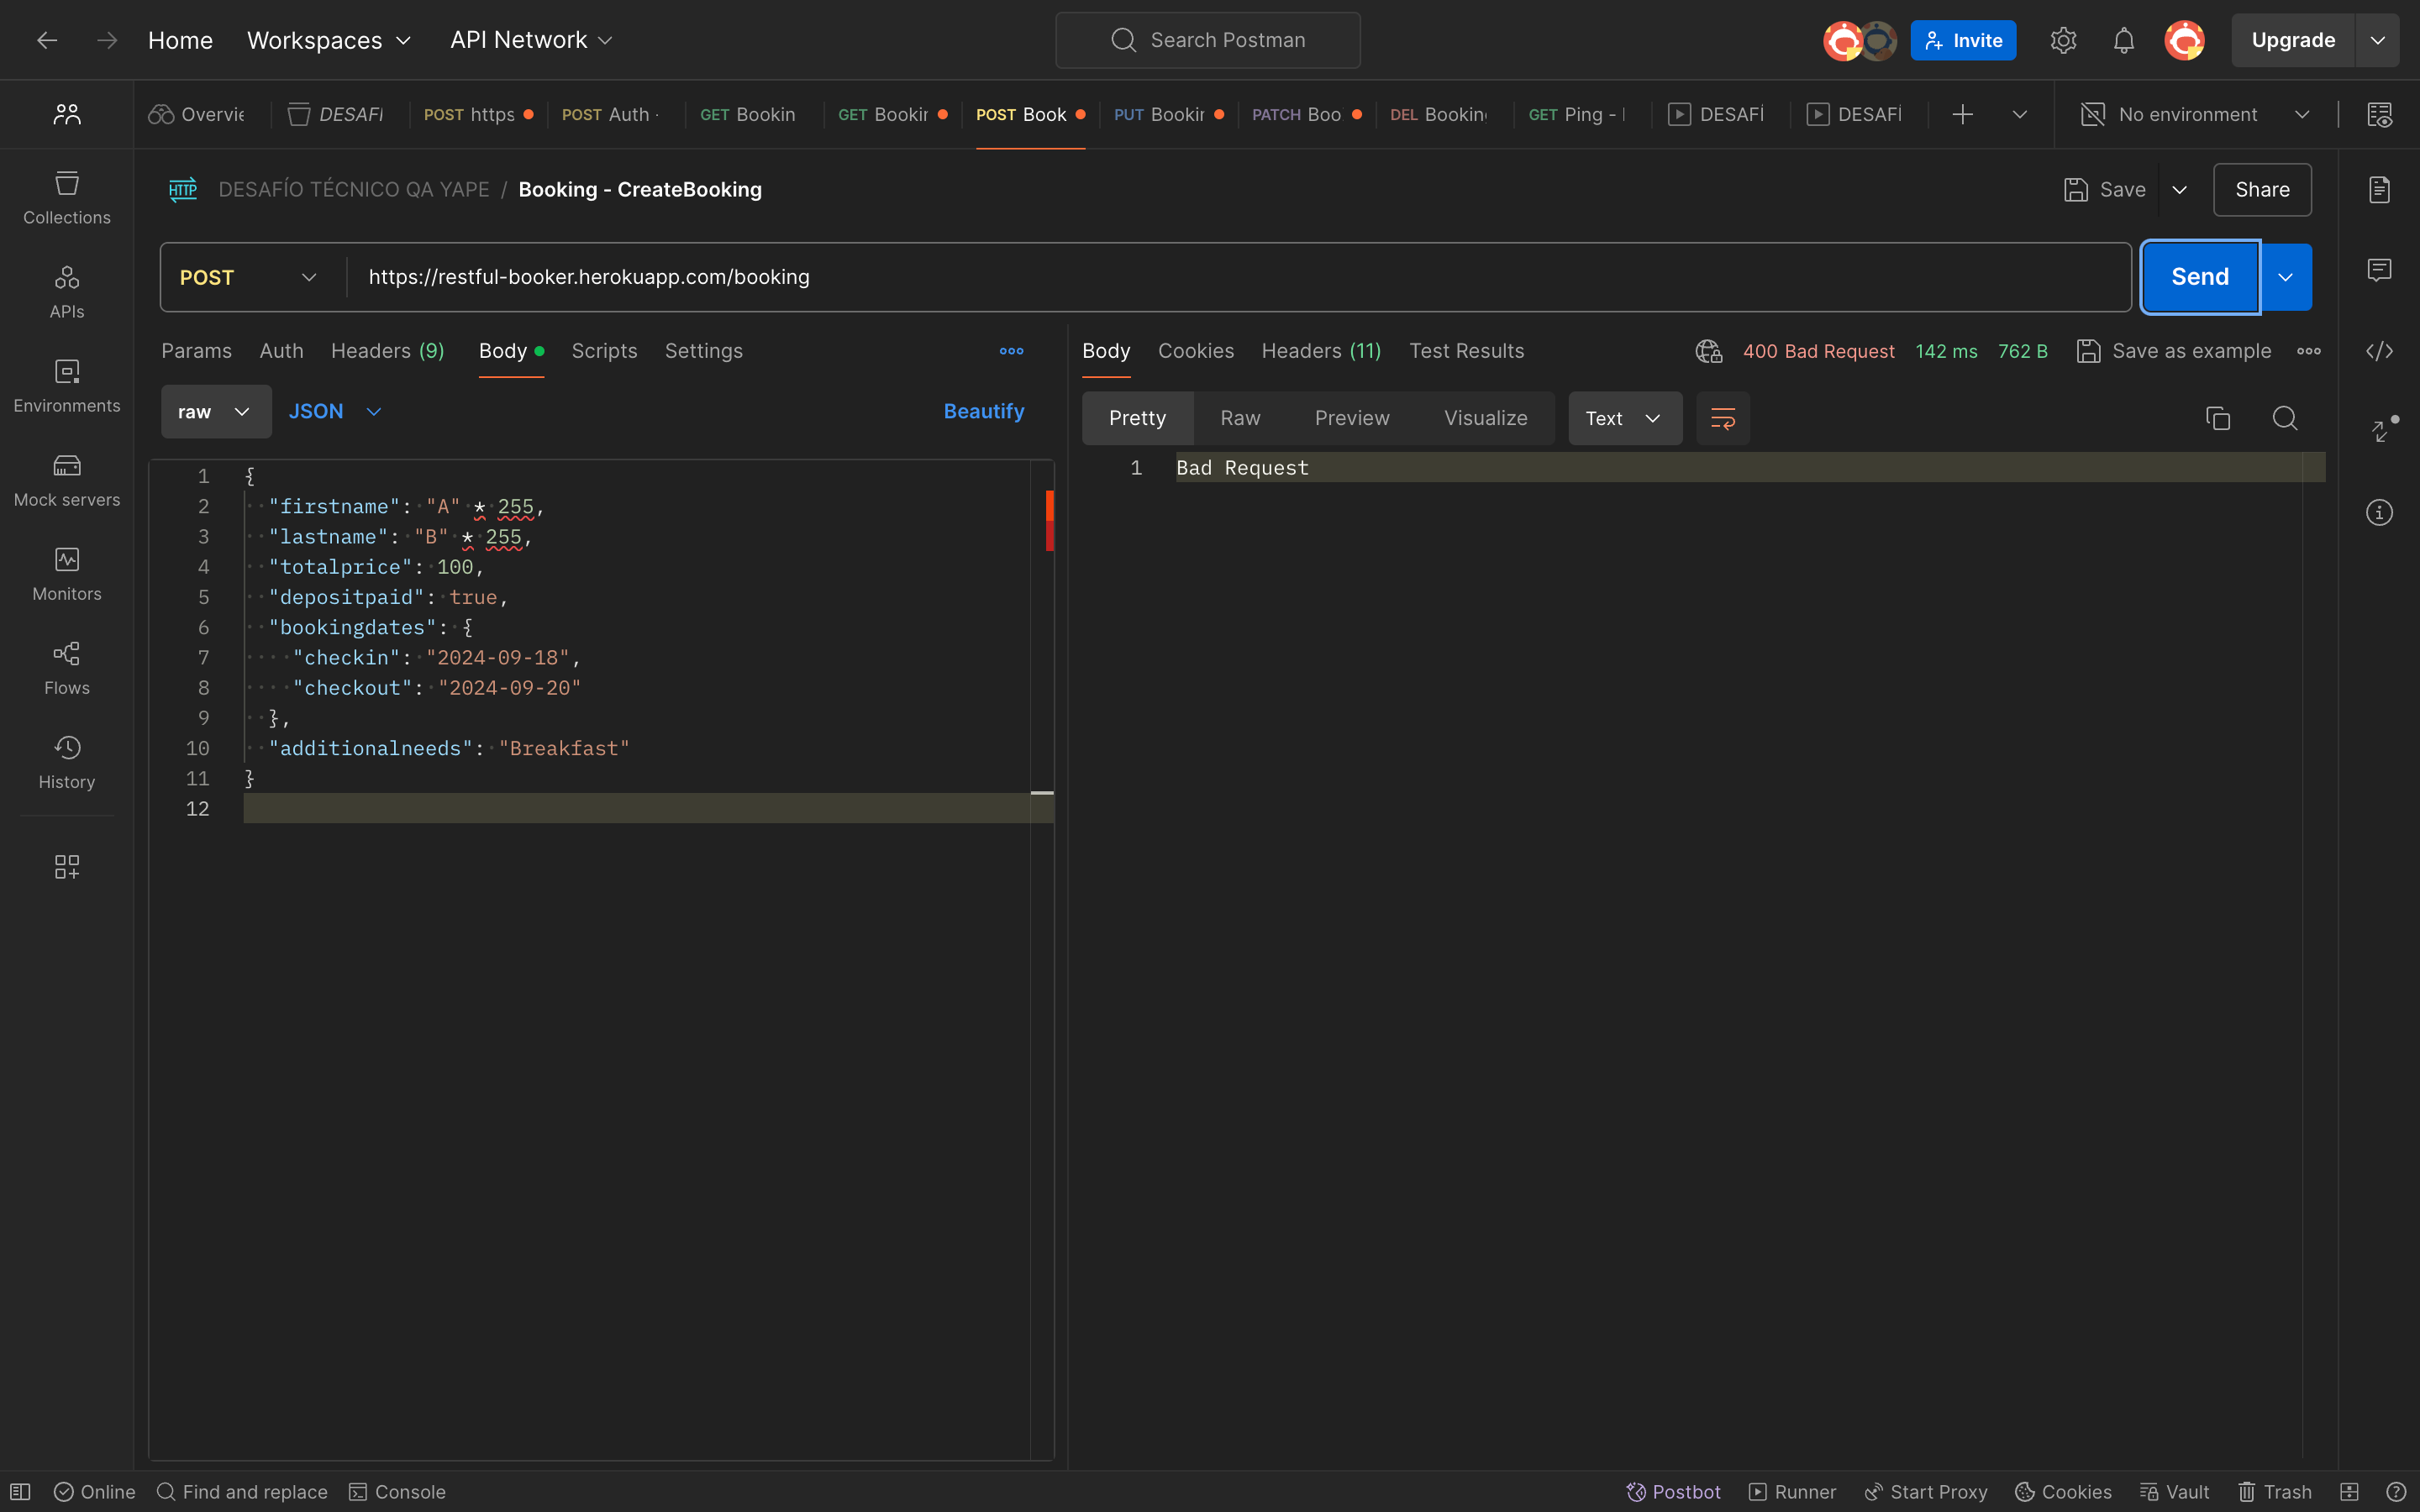 Home Workspaces API Network Search Postman Invite Upgrade
Overvie DESAFI POST https POST Auth · GET Bookin GET Bookir POST Book PUT Bookir PATCH Boo DEL Booking GET Ping - DESAFÍ DESAFÍ No environment
HTTP DESAFÍO TÉCNICO QA YAPE / Booking - CreateBooking Save Share
Collections
POST https://restful-booker.herokuapp.com/booking Send
APIs
Params Auth Headers (9) Body Scripts Settings
Body Cookies Headers (11) Test Results 400 Bad Request 142 ms 762 B Save as example
Environments
raw JSON Beautify
Pretty Raw Preview Visualize Text
1 Bad Request
1 {
2 "firstname": "A" * 255,
3 "lastname": "B" * 255,
4 "totalprice": 100,
5 "depositpaid": true,
6 "bookingdates": {
7 "checkin": "2024-09-18",
8 "checkout": "2024-09-20"
9 },
10 "additionalneeds": "Breakfast"
11 }
12
Mock servers
Monitors
Flows
History
Online Find and replace Console Postbot Runner Start Proxy Cookies Vault Trash